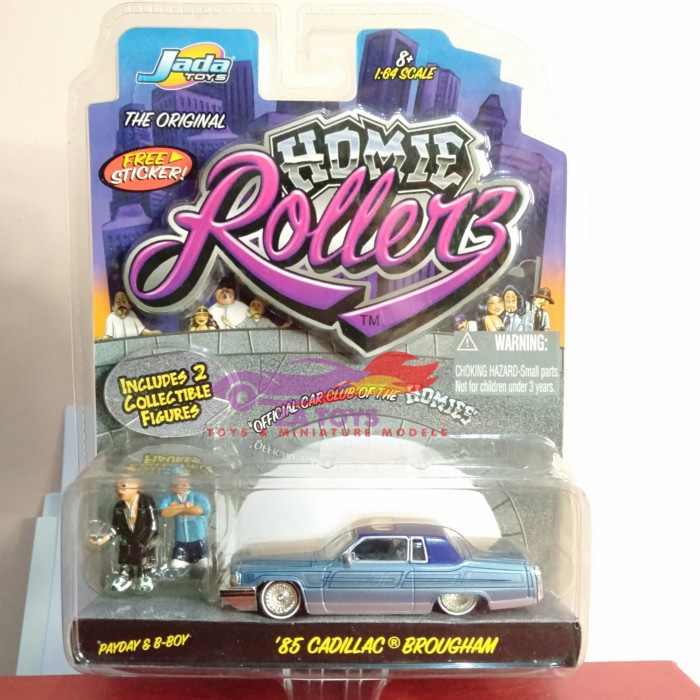 Jada
TOYS
8+
1:64 SCALE
THE ORIGINAL
FREE
STICKER!
HOMIE
Rollerz
TM
WARNING:
CHOKING HAZARD-Small parts.
Not for children under 3 years.
INCLUDES 2
COLLECTIBLE
FIGURES
"OFFICIAL CAR CLUB OF THE HOMIES"
TOYS & MINIATURE MODELS
PAYDAY & B-BOY
'85 CADILLAC® BROUGHAM